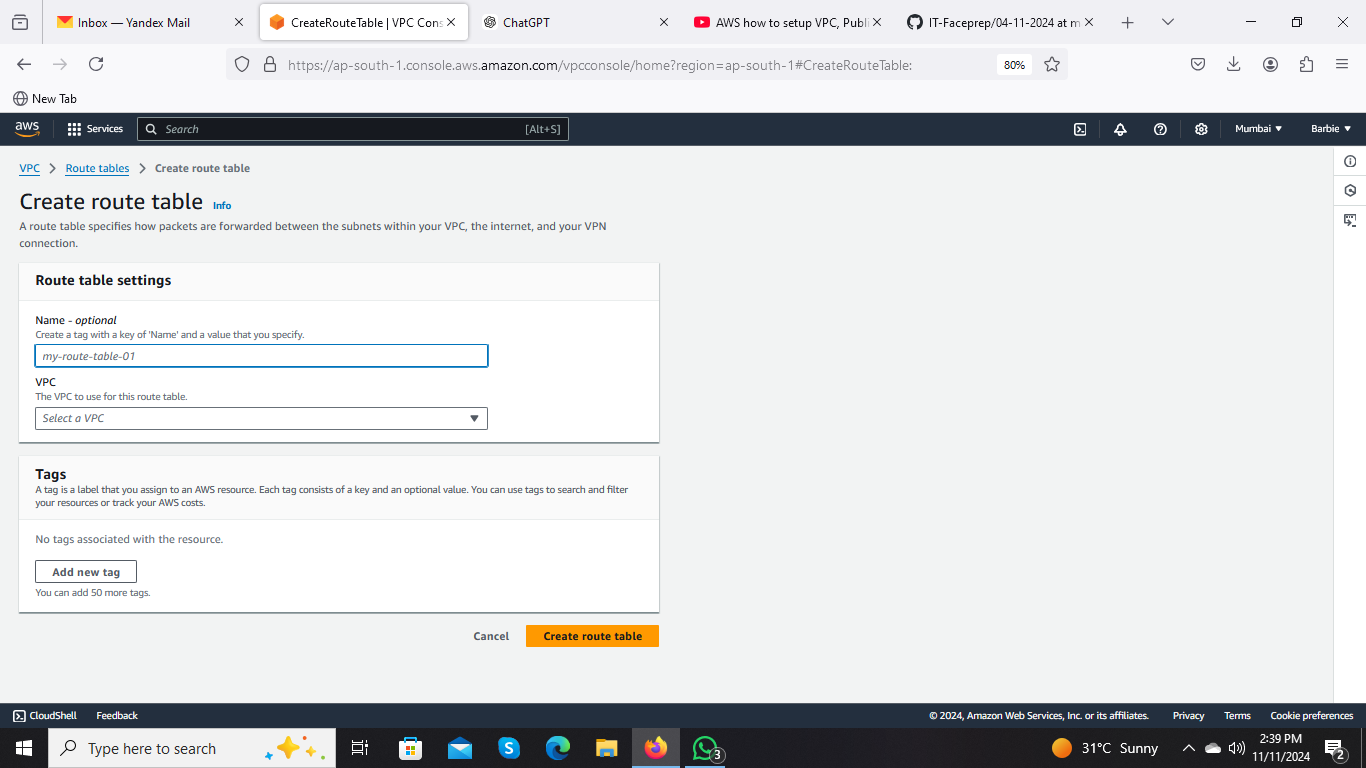 Inbox — Yandex Mail
CreateRouteTable | VPC Cons
ChatGPT
AWS how to setup VPC, Publi
IT-Faceprep/04-11-2024 at m
https://ap-south-1.console.aws.amazon.com/vpcconsole/home?region=ap-south-1#CreateRouteTable:
80%
New Tab
aws
Services
Search
[Alt+S]
Mumbai
Barbie
VPC
Route tables
Create route table
Create route table
Info
A route table specifies how packets are forwarded between the subnets within your VPC, the internet, and your VPN
connection.
Route table settings
Name - optional
Create a tag with a key of 'Name' and a value that you specify.
my-route-table-01
VPC
The VPC to use for this route table.
Select a VPC
Tags
A tag is a label that you assign to an AWS resource. Each tag consists of a key and an optional value. You can use tags to search and filter
your resources or track your AWS costs.
No tags associated with the resource.
Add new tag
You can add 50 more tags.
Cancel
Create route table
CloudShell
Feedback
© 2024, Amazon Web Services, Inc. or its affiliates.
Privacy
Terms
Cookie preferences
Type here to search
3
31°C Sunny
2:39 PM
11/11/2024
2